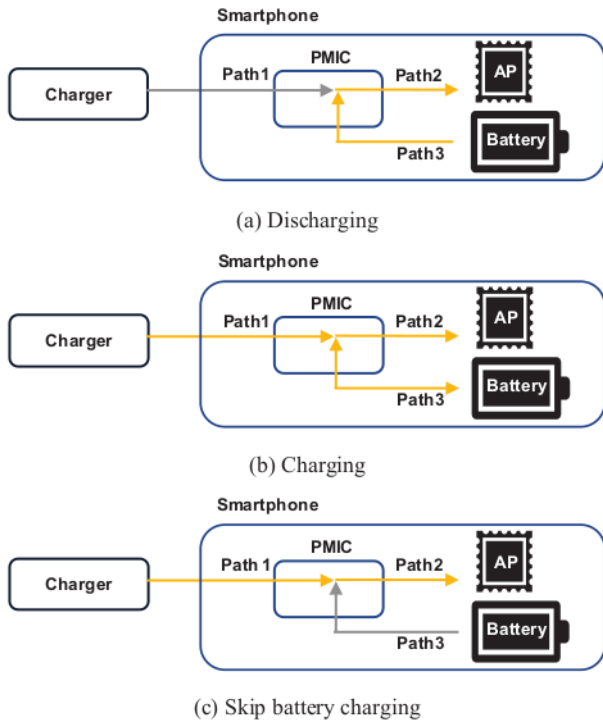 Smartphone
PMIC
Charger
Path1
Path2
AP
Battery
Path3
(a) Discharging
Smartphone
PMIC
Charger
Path1
Path2
AP
Battery
Path3
(b) Charging
Smartphone
PMIC
Charger
Path 1
Path2
AP
Battery
Path3
(c) Skip battery charging